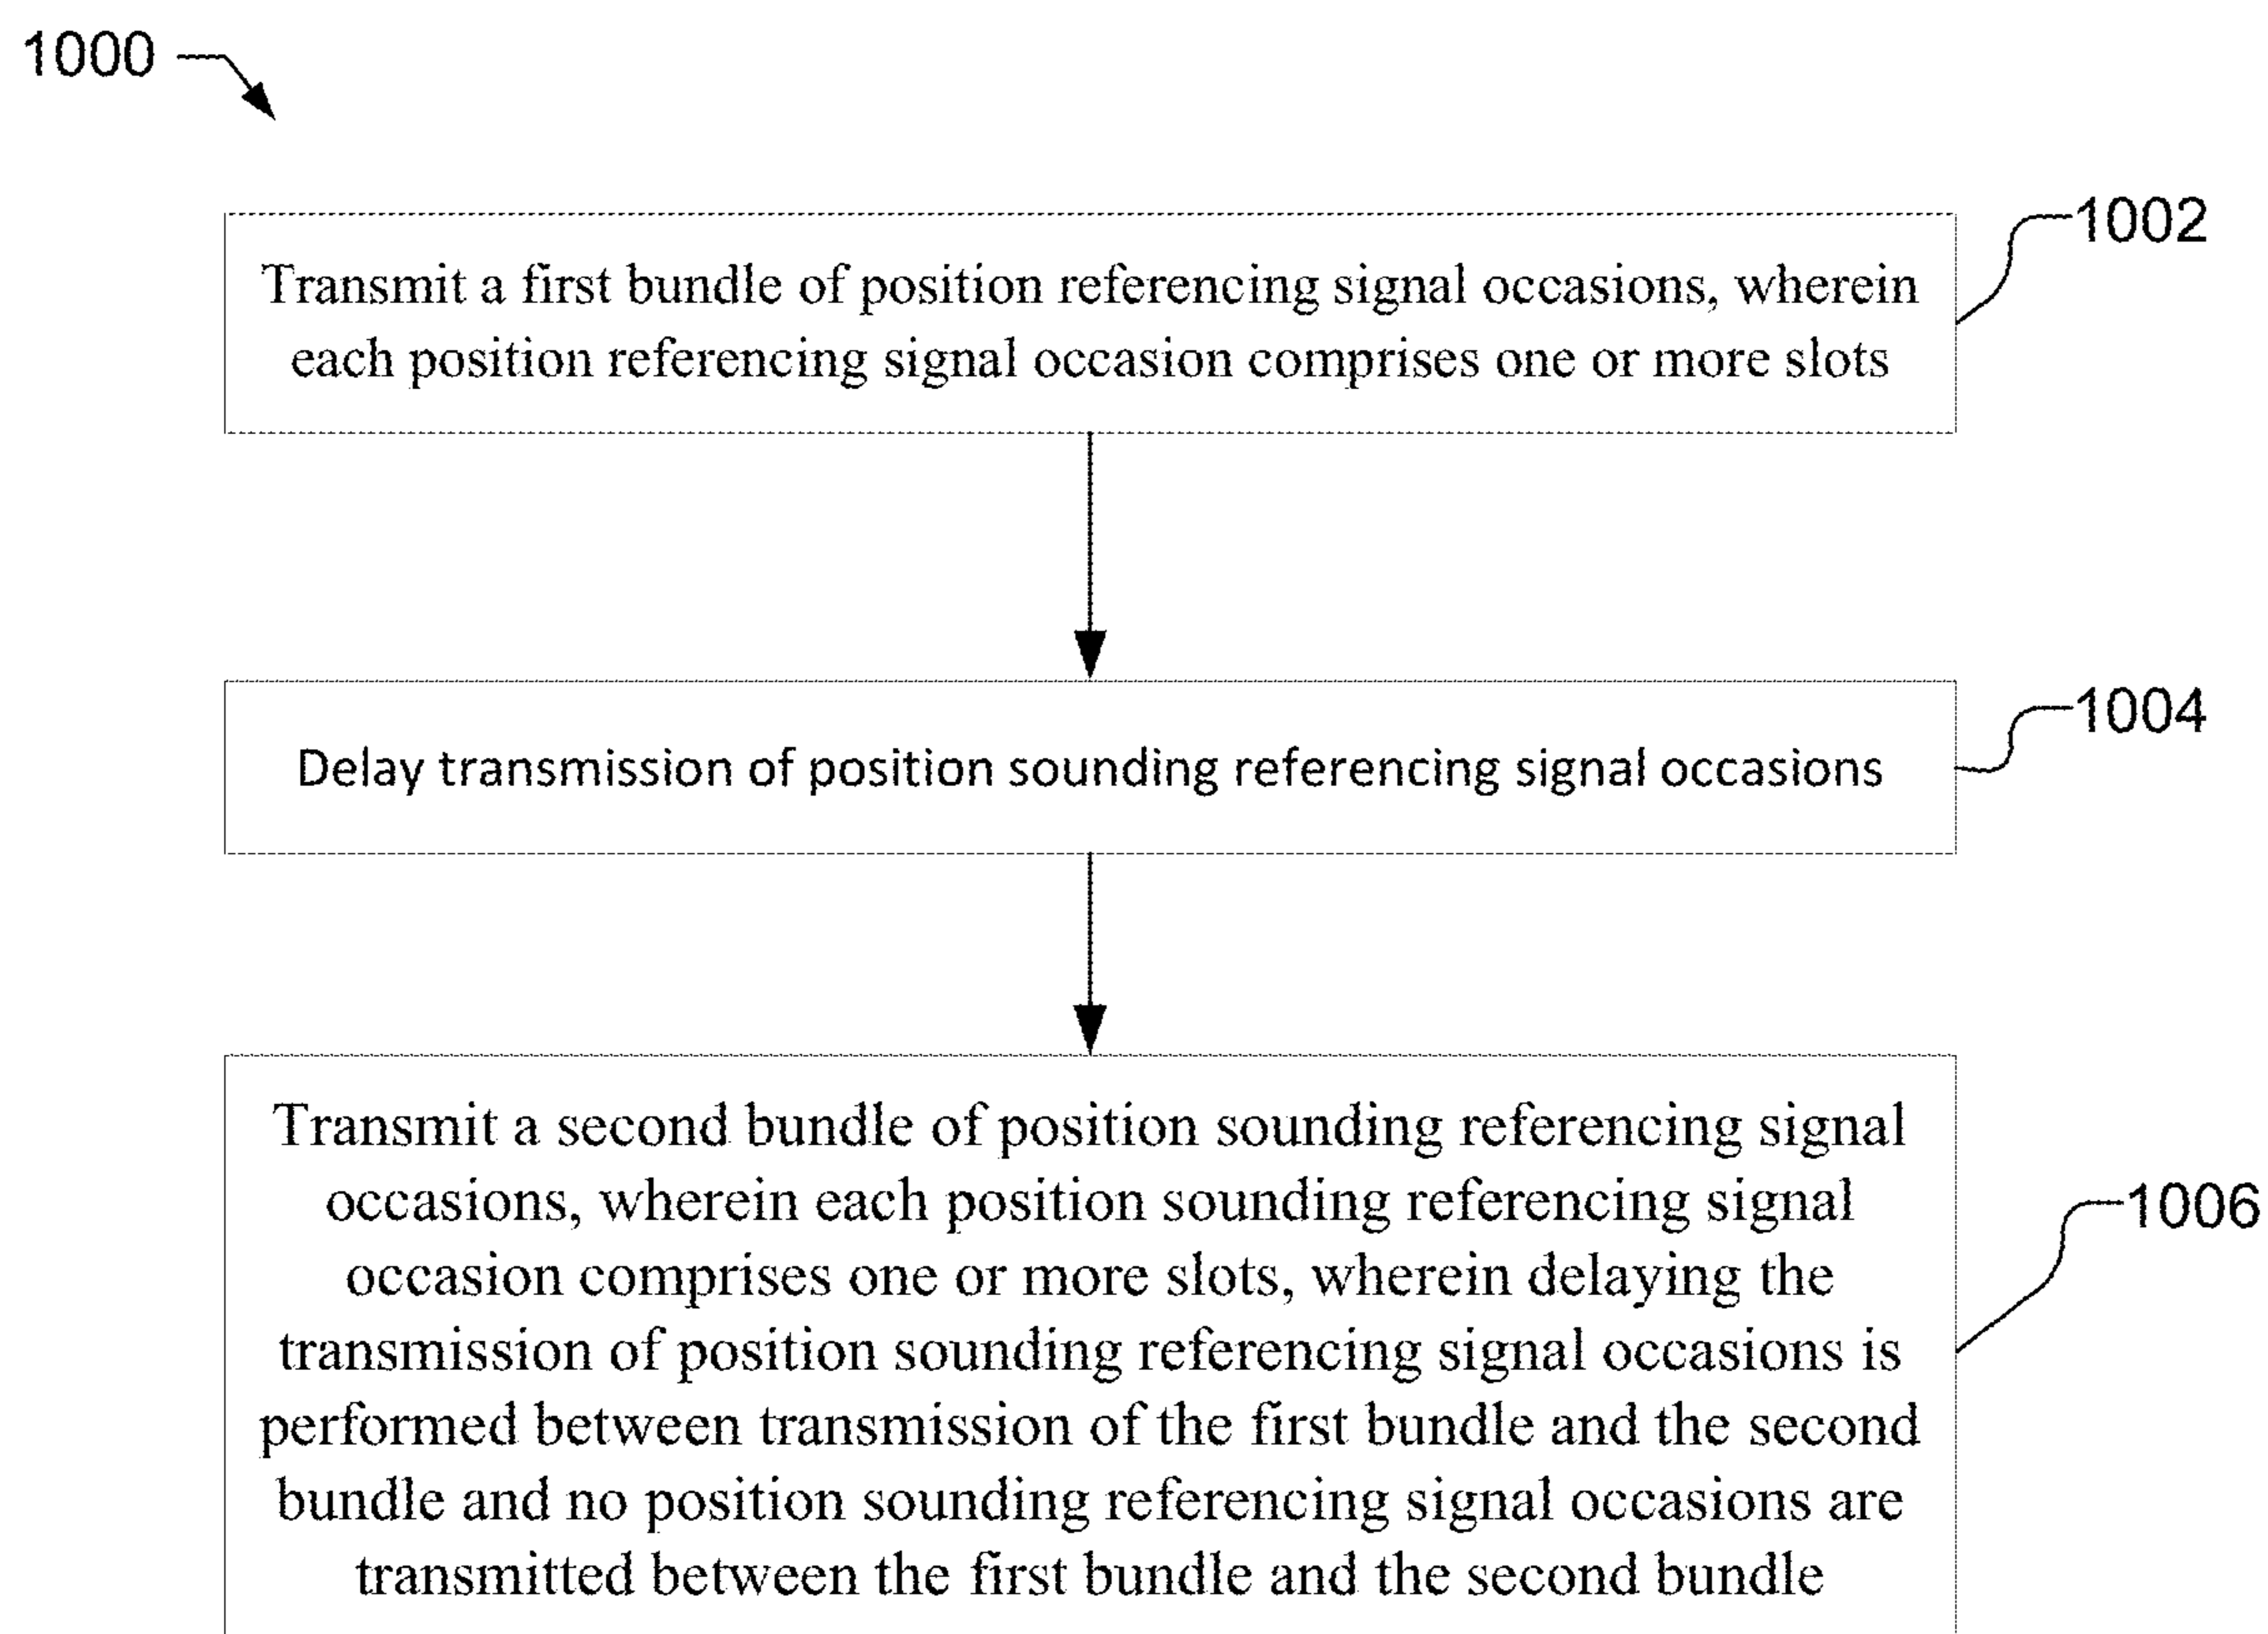 1000
Transmit a first bundle of position referencing signal occasions, wherein
each position referencing signal occasion comprises one or more slots
1002
Delay transmission of position sounding referencing signal occasions
1004
Transmit a second bundle of position sounding referencing signal
occasions, wherein each position sounding referencing signal
occasion comprises one or more slots, wherein delaying the
transmission of position sounding referencing signal occasions is
performed between transmission of the first bundle and the second
bundle and no position sounding referencing signal occasions are
transmitted between the first bundle and the second bundle
1006